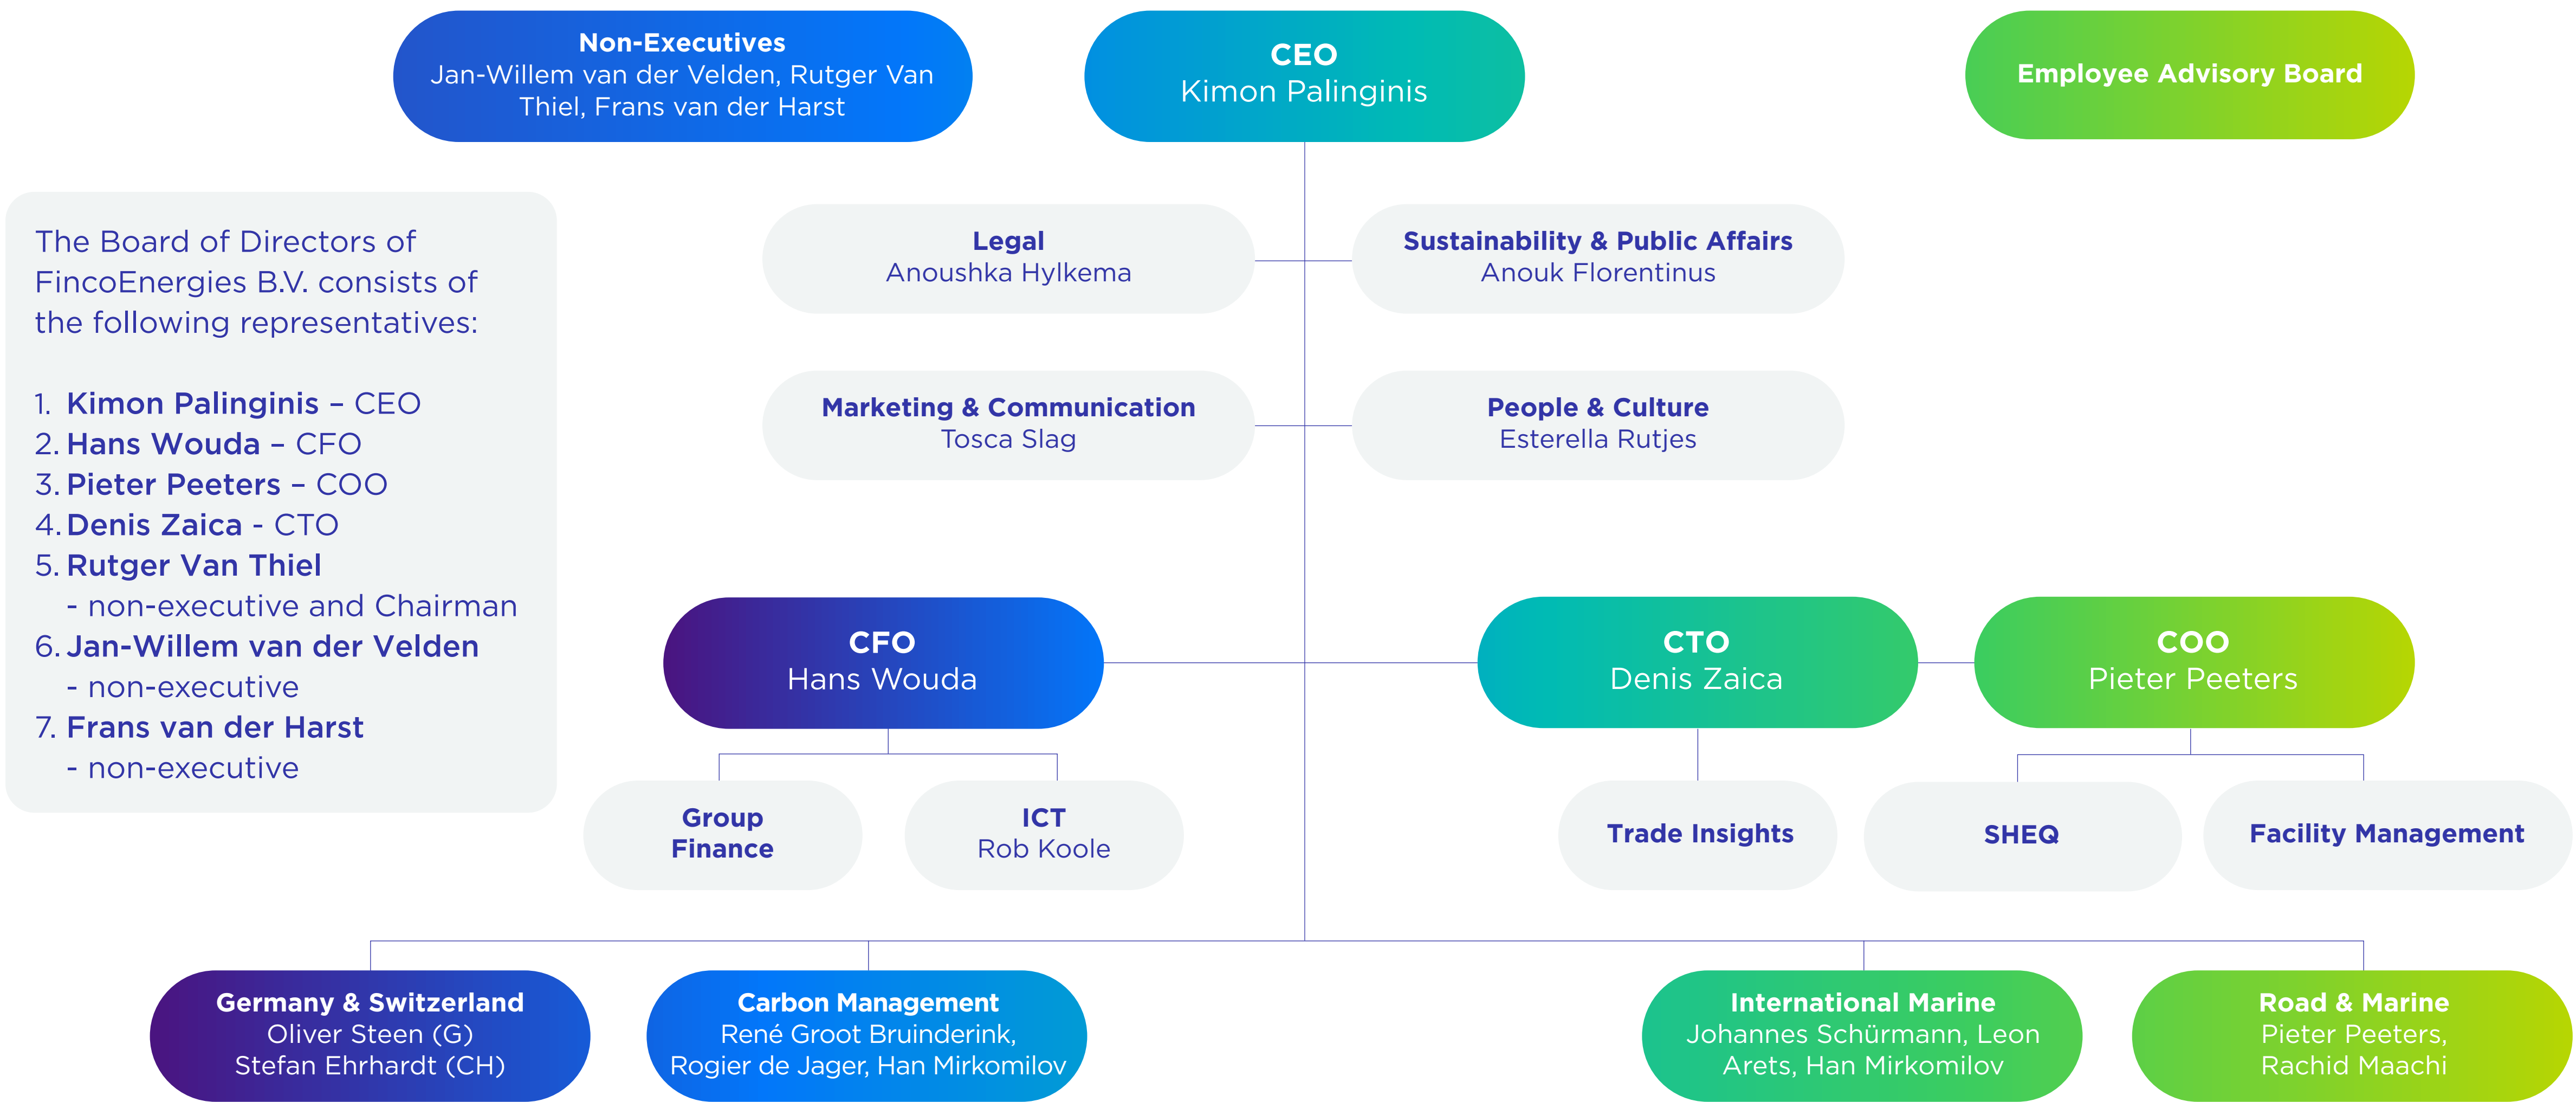 Non-Executives
Jan-Willem van der Velden, Rutger Van
Thiel, Frans van der Harst
CEO
Kimon Palinginis
Employee Advisory Board
The Board of Directors of
FincoEnergies B.V. consists of
the following representatives:
1. Kimon Palinginis – CEO
2. Hans Wouda – CFO
3. Pieter Peeters – COO
4. Denis Zaica - CTO
5. Rutger Van Thiel
- non-executive and Chairman
6. Jan-Willem van der Velden
- non-executive
7. Frans van der Harst
- non-executive
Legal
Anoushka Hylkema
Sustainability & Public Affairs
Anouk Florentinus
Marketing & Communication
Tosca Slag
People & Culture
Esterella Rutjes
CFO
Hans Wouda
CTO
Denis Zaica
COO
Pieter Peeters
Group
Finance
ICT
Rob Koole
Trade Insights
SHEQ
Facility Management
Germany & Switzerland
Oliver Steen (G)
Stefan Ehrhardt (CH)
Carbon Management
René Groot Bruinderink,
Rogier de Jager, Han Mirkomilov
International Marine
Johannes Schürmann, Leon
Arets, Han Mirkomilov
Road & Marine
Pieter Peeters,
Rachid Maachi